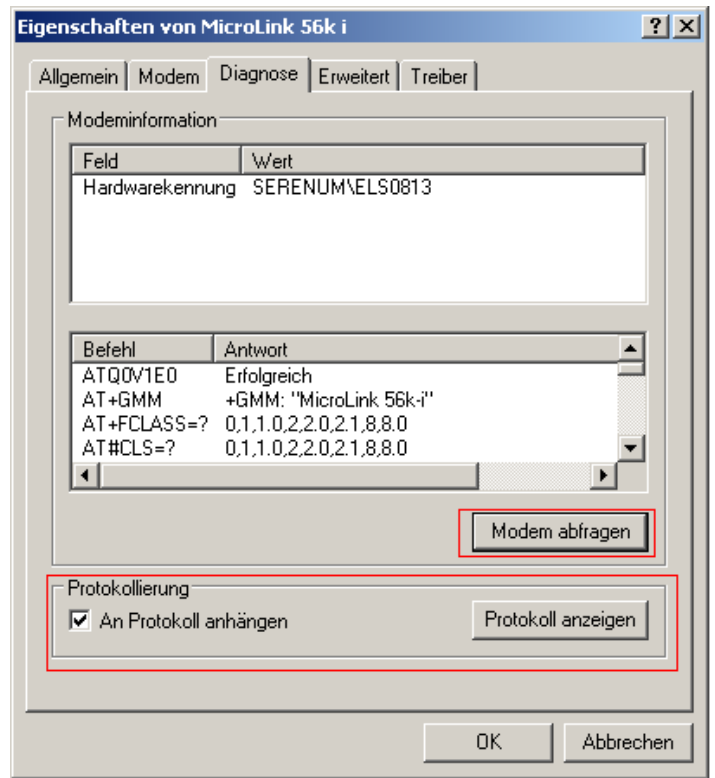 Eigenschaften von MicroLink 56k i
Allgemein Modem Diagnose Erweitert Treiber
Modeminformation
Feld Wert
Hardwarekennung SERENUM\ELS0813
Befehl Antwort
ATQ0V1E0 Erfolgreich
AT+GMM +GMM: "MicroLink 56k-i"
AT+FCLASS=? 0,1,1.0,2,2.0,2.1,8,8.0
AT#CLS=? 0,1,1.0,2,2.0,2.1,8,8.0
Modem abfragen
Protokollierung
An Protokoll anhängen Protokoll anzeigen
OK Abbrechen